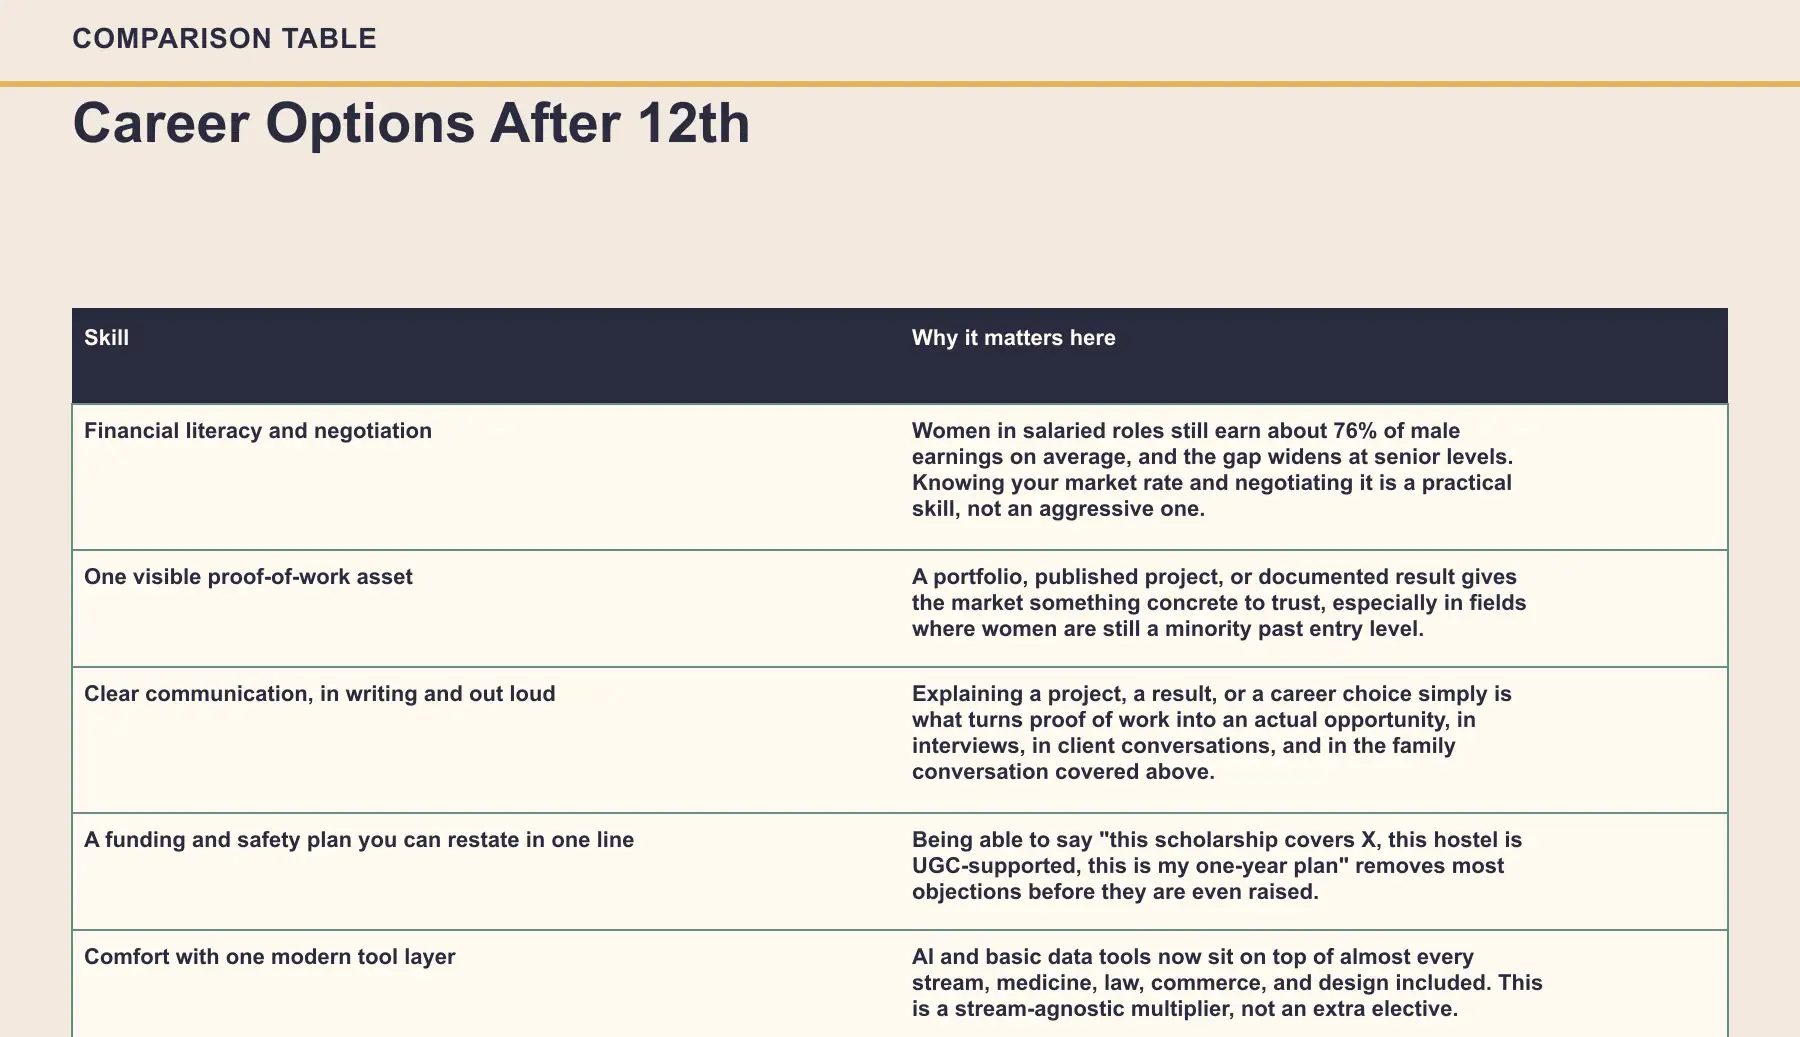 COMPARISON TABLE
Career Options After 12th
Skill
Why it matters here
Financial literacy and negotiation
Women in salaried roles still earn about 76% of male
earnings on average, and the gap widens at senior levels.
Knowing your market rate and negotiating it is a practical
skill, not an aggressive one.
One visible proof-of-work asset
A portfolio, published project, or documented result gives
the market something concrete to trust, especially in fields
where women are still a minority past entry level.
Clear communication, in writing and out loud
Explaining a project, a result, or a career choice simply is
what turns proof of work into an actual opportunity, in
interviews, in client conversations, and in the family
conversation covered above.
A funding and safety plan you can restate in one line
Being able to say "this scholarship covers X, this hostel is
UGC-supported, this is my one-year plan" removes most
objections before they are even raised.
Comfort with one modern tool layer
AI and basic data tools now sit on top of almost every
stream, medicine, law, commerce, and design included. This
is a stream-agnostic multiplier, not an extra elective.